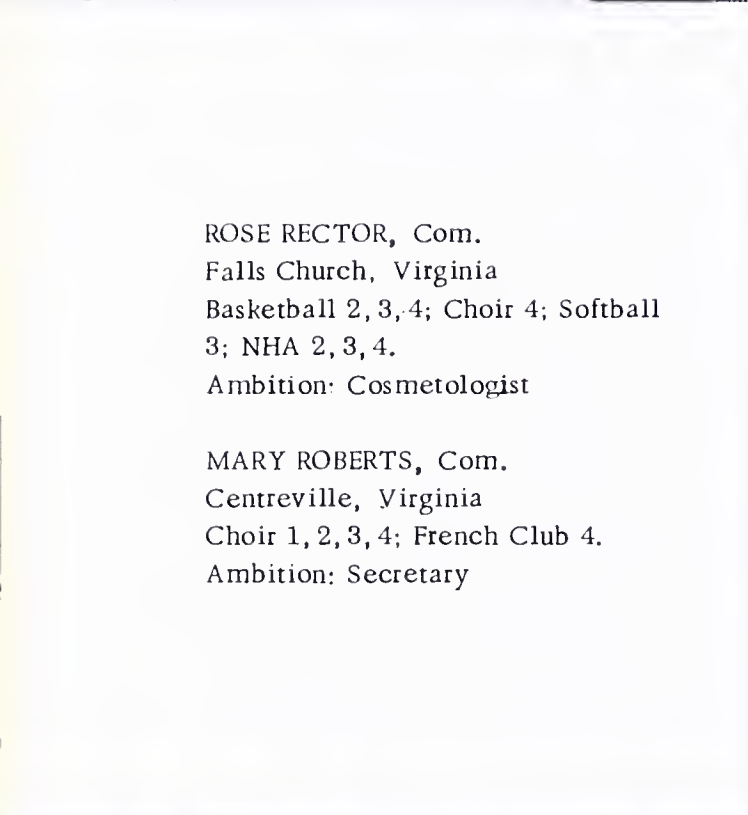 ROSE RECTOR, Com.
Falls Church, Virginia
Basketball 2, 3, 4; Choir 4; Softball
3; NHA 2, 3, 4.
Ambition: Cosmetologist
MARY ROBERTS, Com.
Centreville, Virginia
Choir 1, 2, 3, 4; French Club 4.
Ambition: Secretary